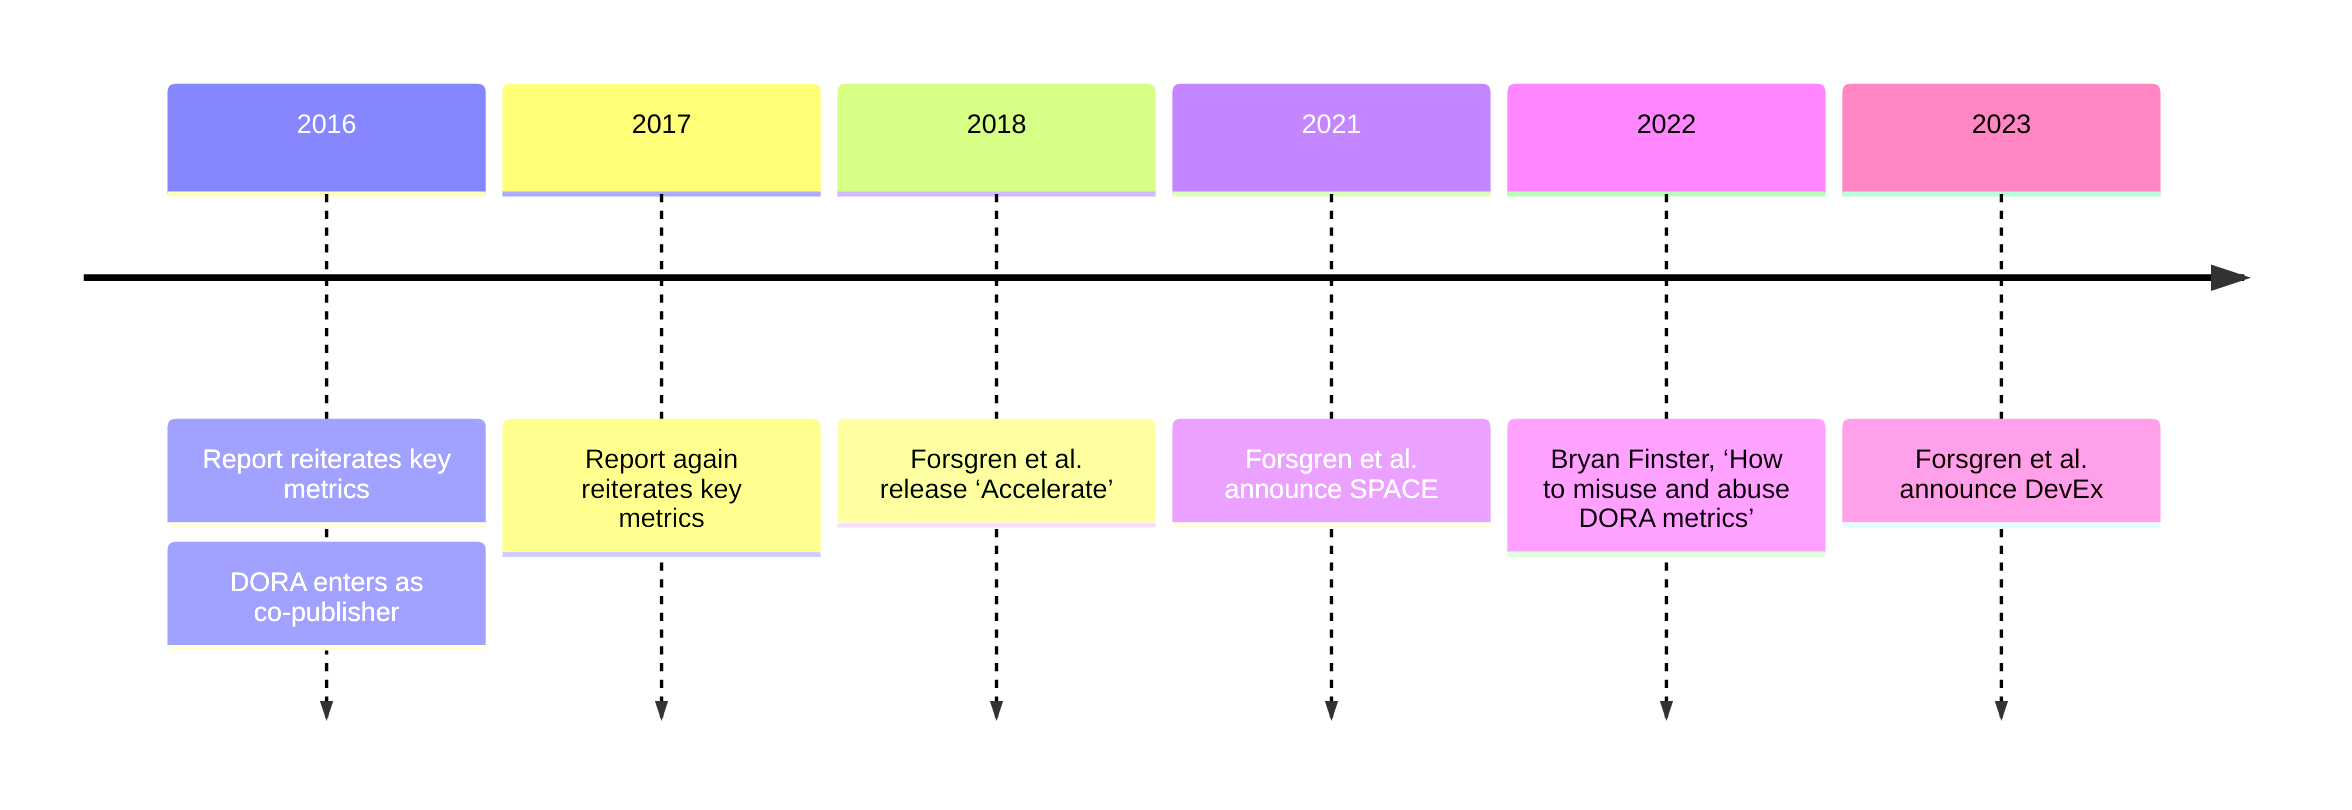 2016
2017
2018
2021
2022
2023
Report reiterates key
metrics
DORA enters as
co-publisher
Report again
reiterates key
metrics
Forsgren et al.
release ‘Accelerate’
Forsgren et al.
announce SPACE
Bryan Finster, ‘How
to misuse and abuse
DORA metrics’
Forsgren et al.
announce DevEx